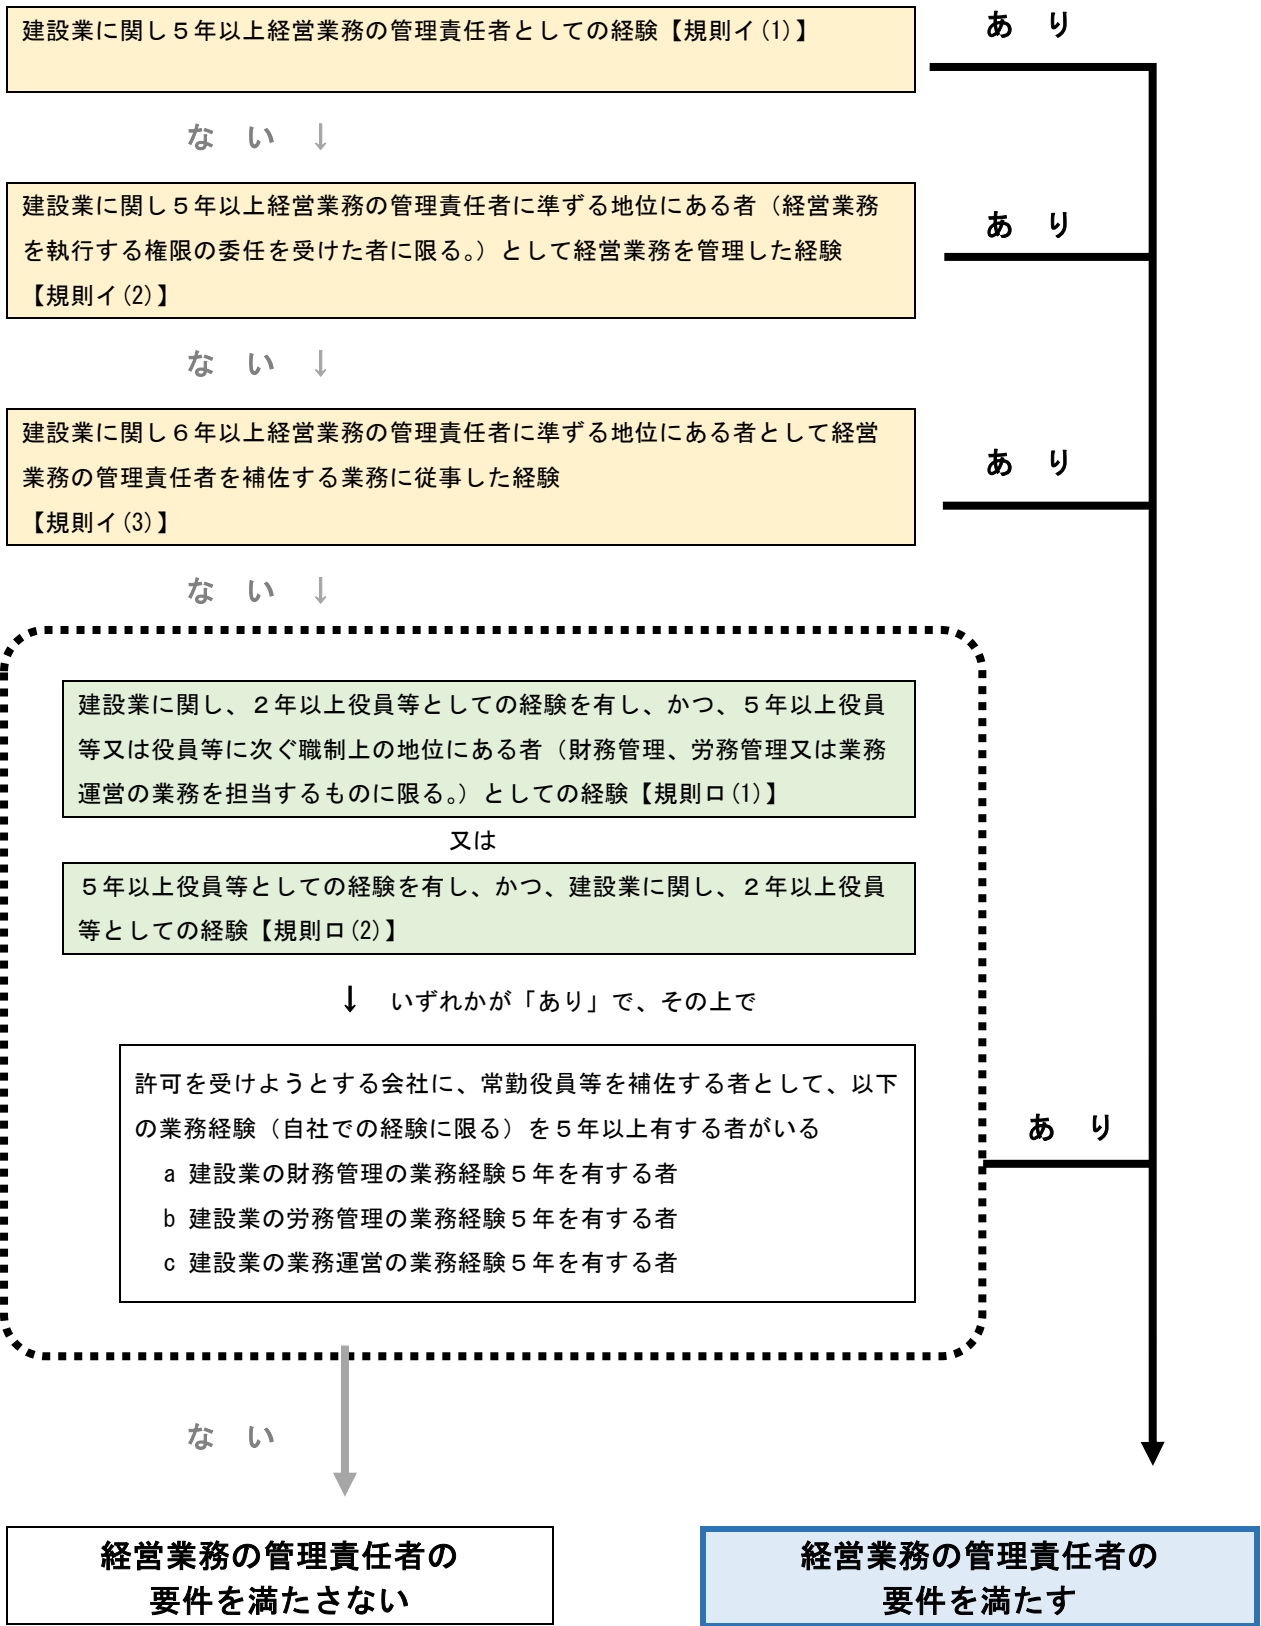 建設業に関し５年以上経営業務の管理責任者としての経験【規則イ(1)】
あ り
な い ↓
建設業に関し５年以上経営業務の管理責任者に準ずる地位にある者（経営業務
を執行する権限の委任を受けた者に限る。）として経営業務を管理した経験
【規則イ(2)】
あ り
な い ↓
建設業に関し６年以上経営業務の管理責任者に準ずる地位にある者として経営
業務の管理責任者を補佐する業務に従事した経験
【規則イ(3)】
あ り
な い ↓
建設業に関し、２年以上役員等としての経験を有し、かつ、５年以上役員
等又は役員等に次ぐ職制上の地位にある者（財務管理、労務管理又は業務
運営の業務を担当するものに限る。）としての経験【規則ロ(1)】
又は
５年以上役員等としての経験を有し、かつ、建設業に関し、２年以上役員
等としての経験【規則ロ(2)】
↓ いずれかが「あり」で、その上で
許可を受けようとする会社に、常勤役員等を補佐する者として、以下
の業務経験（自社での経験に限る）を５年以上有する者がいる
a 建設業の財務管理の業務経験５年を有する者
b 建設業の労務管理の業務経験５年を有する者
c 建設業の業務運営の業務経験５年を有する者
あ り
な い
経営業務の管理責任者の
要件を満たさない
経営業務の管理責任者の
要件を満たす